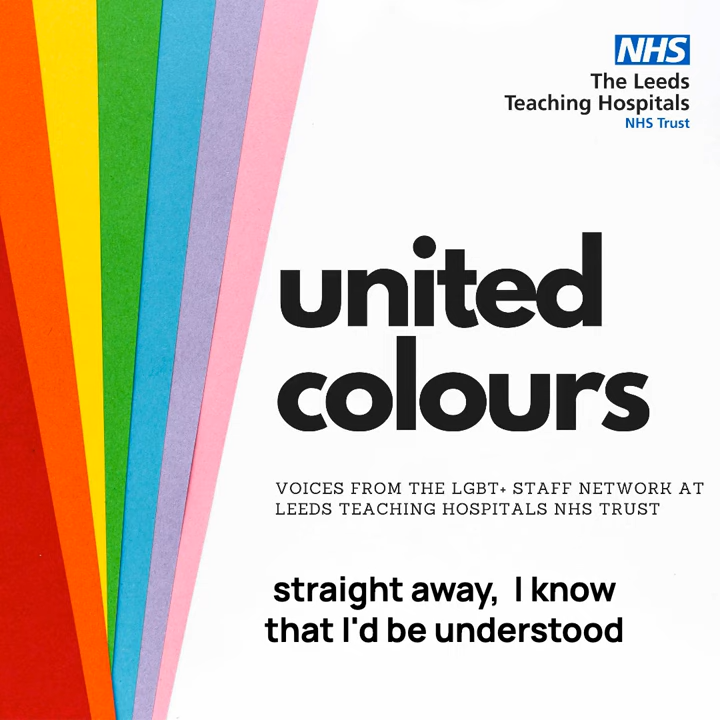 NHS
The Leeds
Teaching Hospitals
NHS Trust
united
colours
VOICES FROM THE LGBT+ STAFF NETWORK AT
LEEDS TEACHING HOSPITALS NHS TRUST
straight away, I know
that I'd be understood